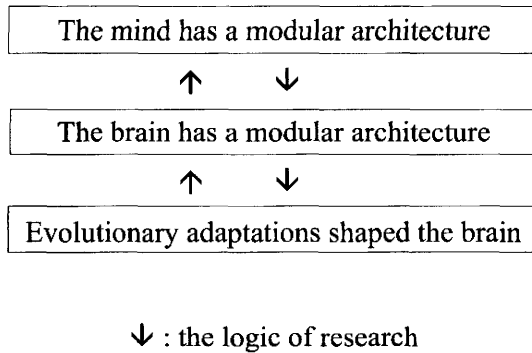 The mind has a modular architecture
↑ ↓
The brain has a modular architecture
↑ ↓
Evolutionary adaptations shaped the brain
↓ : the logic of research